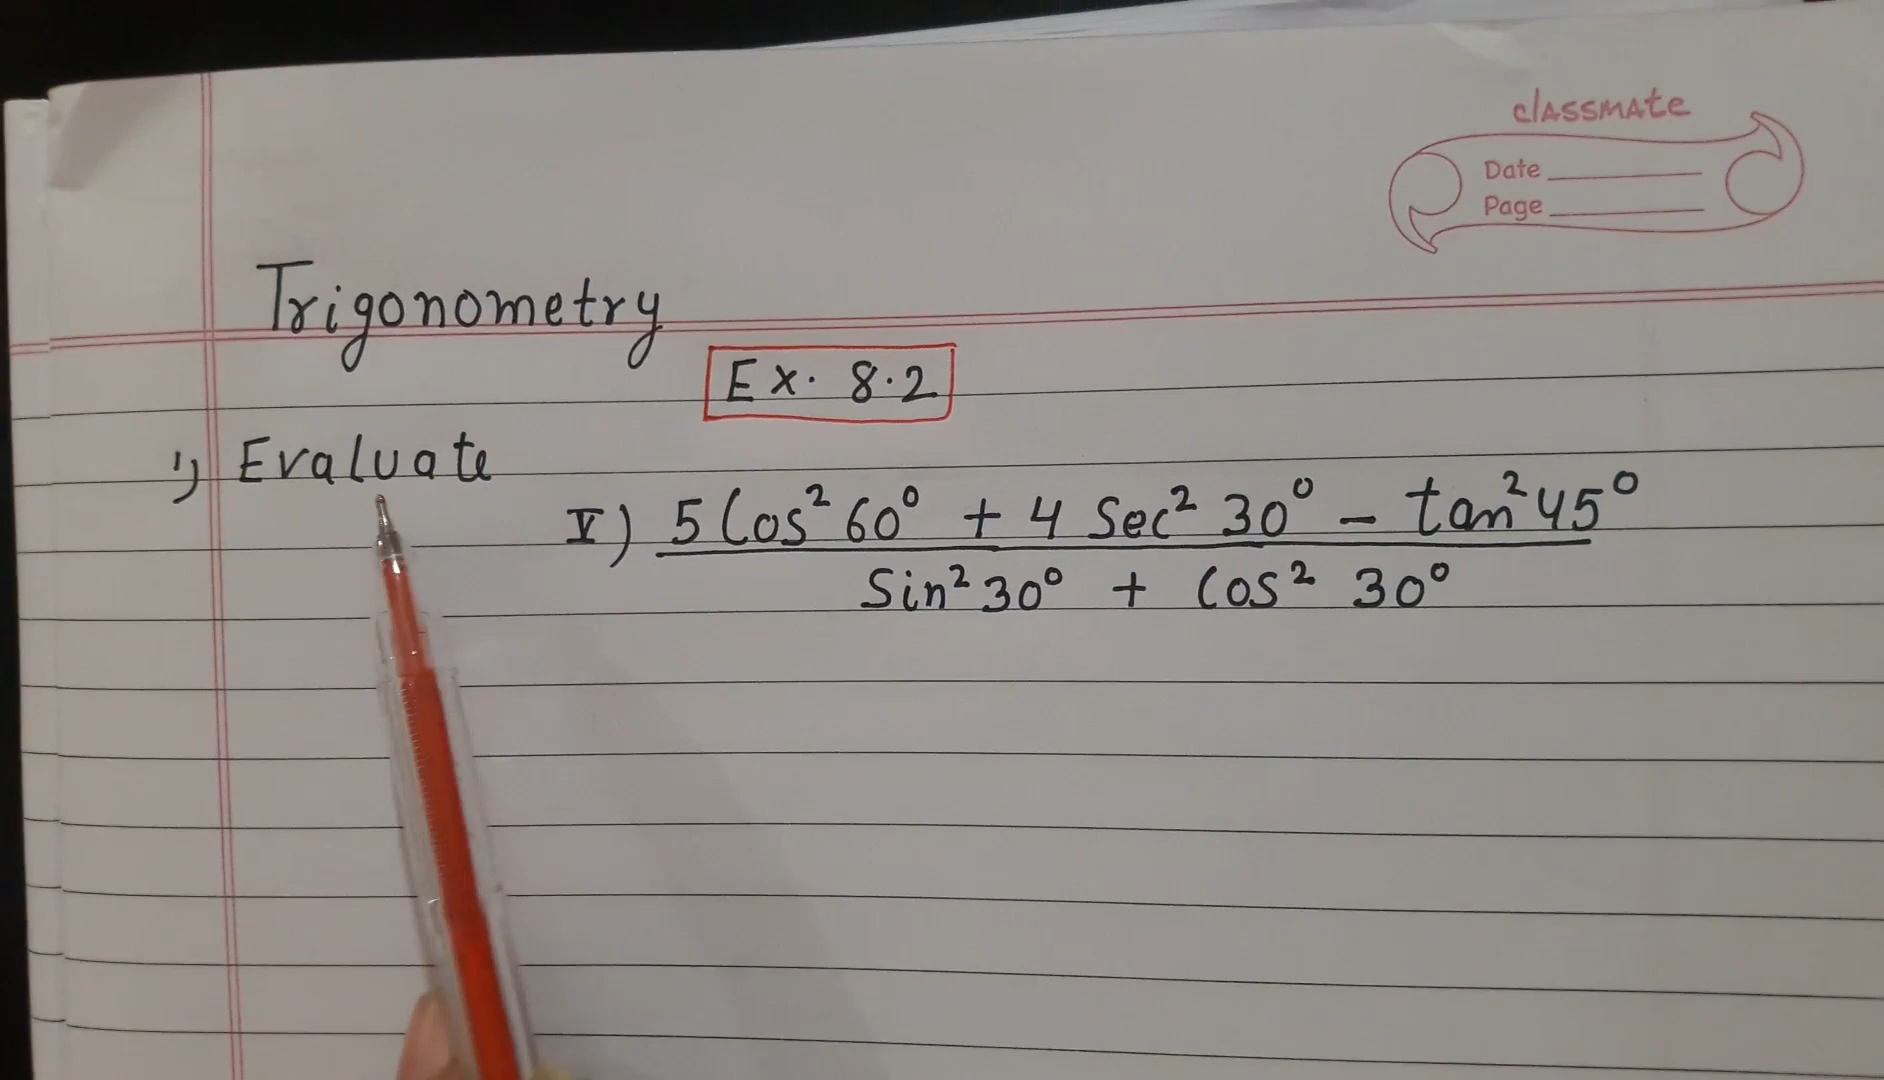 classmate
Date
Page
Trigonometry
Ex. 8.2
1) Evaluate
V) 5 Cos² 60° + 4 Sec² 30° – tan² 45°
Sin² 30° + Cos² 30°